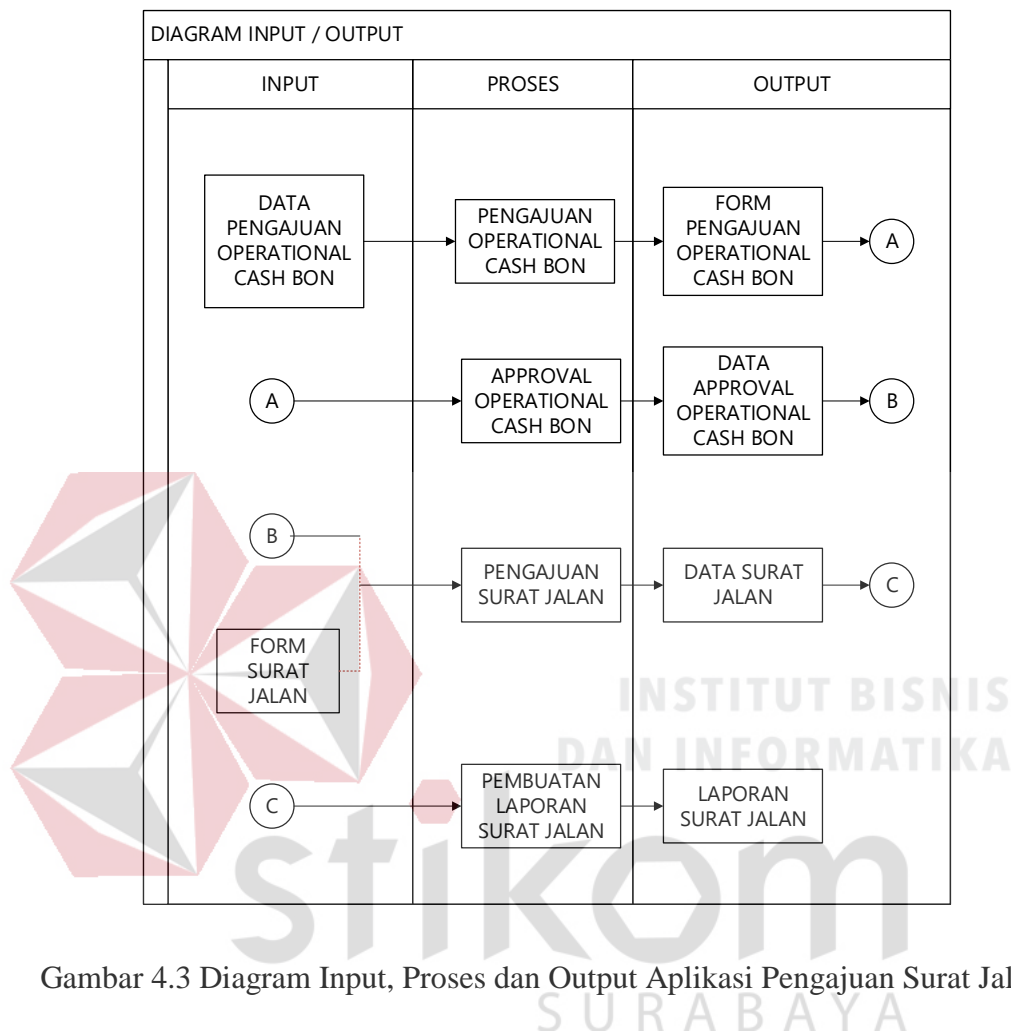 DIAGRAM INPUT / OUTPUT
INPUT
PROSES
OUTPUT
DATA
PENGAJUAN
OPERATIONAL
CASH BON
PENGAJUAN
OPERATIONAL
CASH BON
FORM
PENGAJUAN
OPERATIONAL
CASH BON
A
A
APPROVAL
OPERATIONAL
CASH BON
DATA
APPROVAL
OPERATIONAL
CASH BON
B
B
FORM
SURAT
JALAN
PENGAJUAN
SURAT JALAN
DATA SURAT
JALAN
C
INSTITUT BISNIS
DAN INFORMATIKA
C
PEMBUATAN
LAPORAN
SURAT JALAN
LAPORAN
SURAT JALAN
stikom
Gambar 4.3 Diagram Input, Proses dan Output Aplikasi Pengajuan Surat Jal
SURABAYA